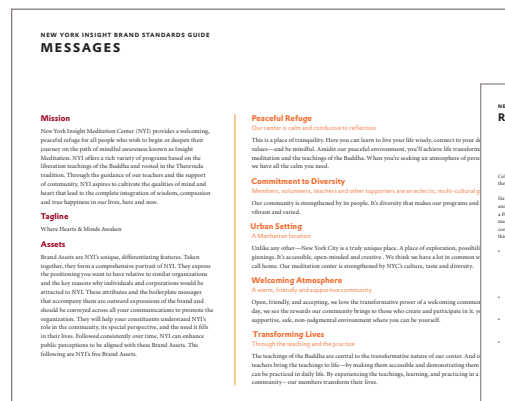 NEW YORK INSIGHT BRAND STANDARDS GUIDE
MESSAGES
Mission
New York Insight Meditation Center (NYI) provides a welcoming,
peaceful refuge for all people who wish to begin or deepen their
journey on the path of mindful awareness known as Insight
Meditation. NYI offers a rich variety of programs based on the
liberation teachings of the Buddha and rooted in the Theravada
tradition. Through the guidance of our teachers and the support
of community, NYI aspires to cultivate the qualities of mind and
heart that lead to the complete integration of wisdom, compassion
and true happiness in our lives, here and now.
Tagline
Where Hearts & Minds Awaken
Assets
Brand Assets are NYI's unique, differentiating features. Taken
together, they form a comprehensive portrait of NYI. They express
the positioning you want to have relative to similar organizations
and the key reasons why individuals and corporations would be
attracted to NYI. These attributes and the boilerplate messages
that accompany them are outward expressions of the brand and
should be conveyed across all your communications to promote the
organization. They will help your constituents understand NYI's
role in the community, its special perspective, and the need it fills
in their lives. Followed consistently over time, NYI can enhance
public perceptions to be aligned with these Brand Assets. The
following are NYI's five Brand Assets.
Peaceful Refuge
Our center is calm and conducive to reflection
This is a place of tranquility. Here you can learn to live your life wisely, connect to your
values—and be mindful. Amidst our peaceful environment, you'll achieve life
meditation and the teachings of the Buddha. When you're seeking an atmosphere of
we have all the calm you need.
Commitment to Diversity
Members, volunteers, teachers and other supporters are an eclectic, multi-cultural
Our community is strengthened by its people. It's diversity that makes our programs and
vibrant and varied.
Urban Setting
A Manhattan location
Unlike any other—New York City is a truly unique place. A place of exploration,
ginnings. It's accessible, open-minded and creative . We think we have a lot in common
call home. Our meditation center is strengthened by NYC's culture, taste and diversity.
Welcoming Atmosphere
A warm, friendly and supportive community
Open, friendly, and accepting, we love the transformative power of a welcoming
day, we see the rewards our community brings to those who create and participate in it.
supportive, safe, non-judgmental environment where you can be yourself.
Transforming Lives
Through the teaching and the practice
The teachings of the Buddha are central to the transformative nature of our center. And
teachers bring the teachings to life—by making them accessible and demonstrating them
can be practiced in daily life. By experiencing the teachings, learning, and practicing in a
community—our members transform their lives.